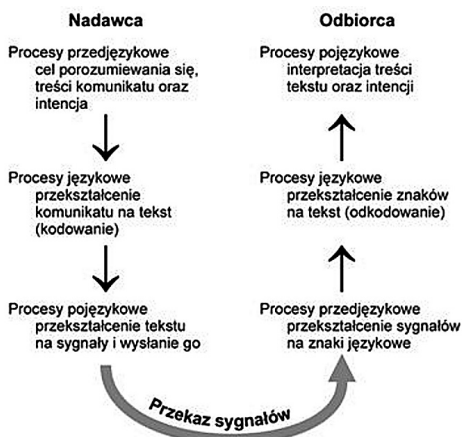 Nadawca
Procesy przedjęzykowe
cel porozumiewania się,
treści komunikatu oraz
intencja
Procesy językowe
przekształcenie
komunikatu na tekst
(kodowanie)
Procesy pojęzykowe
przekształcenie tekstu
na sygnały i wysłanie go
Przekaz sygnałów
Odbiorca
Procesy pojęzykowe
interpretacja treści
tekstu oraz intencji
Procesy językowe
przekształcenie znaków
na tekst (odkodowanie)
Procesy przedjęzykowe
przekształcenie sygnałów
na znaki językowe